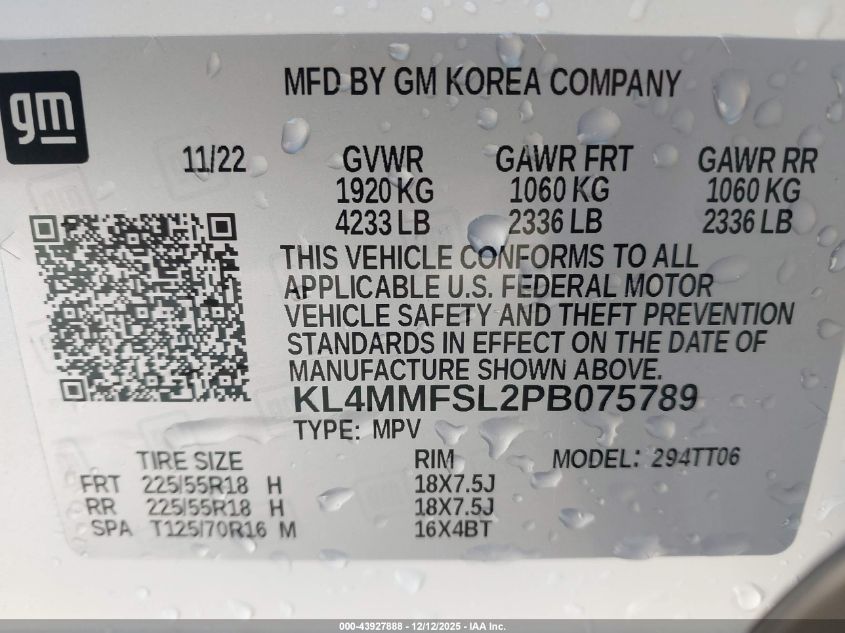 MFD BY GM KOREA COMPANY
gm
11/22 GVWR GAWR FRT GAWR RR
1920 KG 1060 KG 1060 KG
4233 LB 2336 LB 2336 LB
THIS VEHICLE CONFORMS TO ALL
APPLICABLE U.S. FEDERAL MOTOR
VEHICLE SAFETY AND THEFT PREVENTION
STANDARDS IN EFFECT ON THE DATE OF
MANUFACTURE SHOWN ABOVE.
KL4MMFSL2PB075789
TYPE: MPV
TIRE SIZE RIM MODEL: 294TT06
FRT 225/55R18 H 18X7.5J
RR 225/55R18 H 18X7.5J
SPA T125/70R16 M 16X4BT
000-43927888 - 12/12/2025 - IAA Inc.